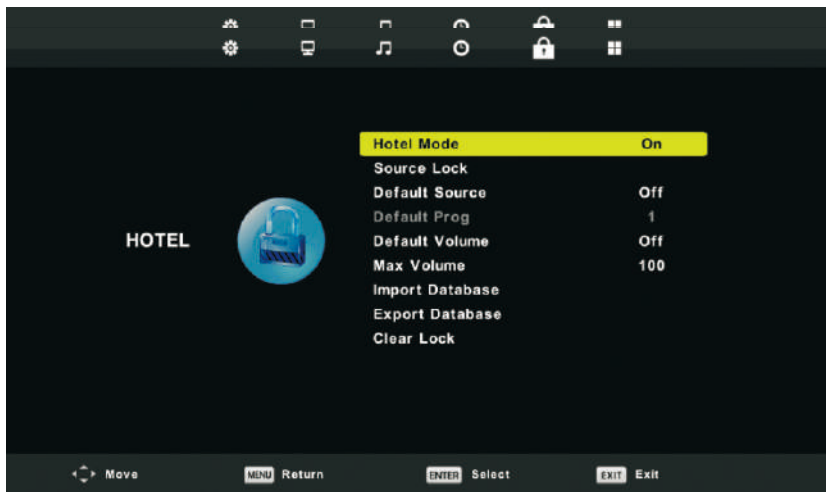 Hotel Mode On
Source Lock
Default Source Off
Default Prog 1
HOTEL
Default Volume Off
Max Volume 100
Import Database
Export Database
Clear Lock
Move MENU Return ENTER Select EXIT Exit